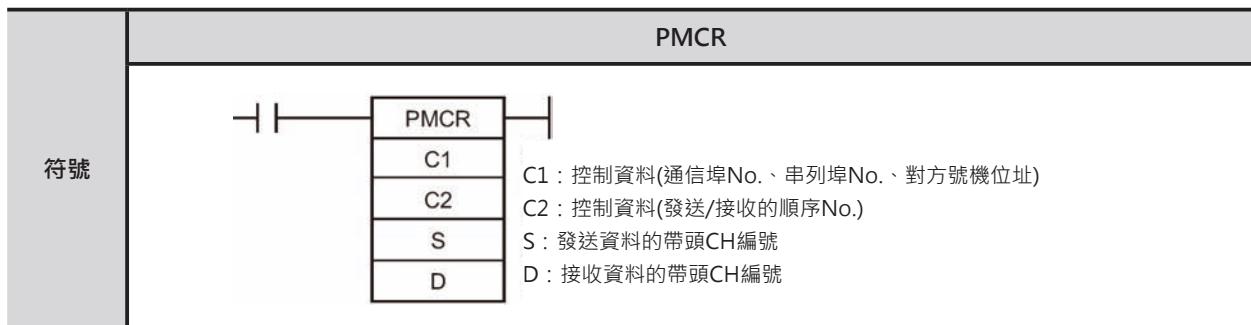 PMCR
符號
PMCR
C1
C2
S
D
C1：控制資料(通信埠No.、串列埠No.、對方號機位址)
C2：控制資料(發送/接收的順序No.)
S：發送資料的帶頭CH編號
D：接收資料的帶頭CH編號